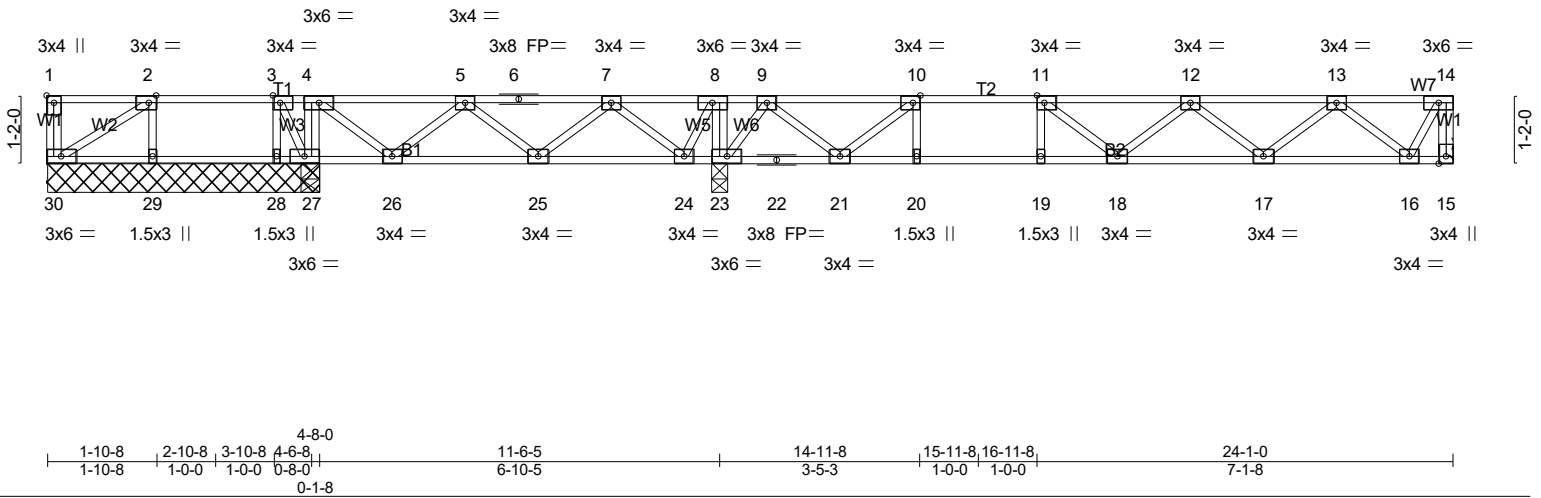 3x6 = 3x4 =
3x4 || 3x4 = 3x4 = 3x8 FP= 3x4 = 3x6 = 3x4 = 3x4 = 3x4 = 3x4 = 3x4 = 3x6 =
1 2 3 4 5 6 7 8 9 10 11 12 13 14
T1 T2 W7
1-2-0 W1 W2 W3 W5 W6 W1 1-2-0
B1 B2
30 29 28 27 26 25 24 23 22 21 20 19 18 17 16 15
3x6 = 1.5x3 || 1.5x3 || 3x4 = 3x4 = 3x4 = 3x8 FP= 1.5x3 || 1.5x3 || 3x4 = 3x4 = 3x4 ||
3x6 = 3x6 = 3x4 = 3x4 =
4-8-0
1-10-8 2-10-8 3-10-8 4-6-8 11-6-5 14-11-8 15-11-8 16-11-8 24-1-0
1-10-8 1-0-0 1-0-0 0-8-0 6-10-5 3-5-3 1-0-0 1-0-0 7-1-8
0-1-8